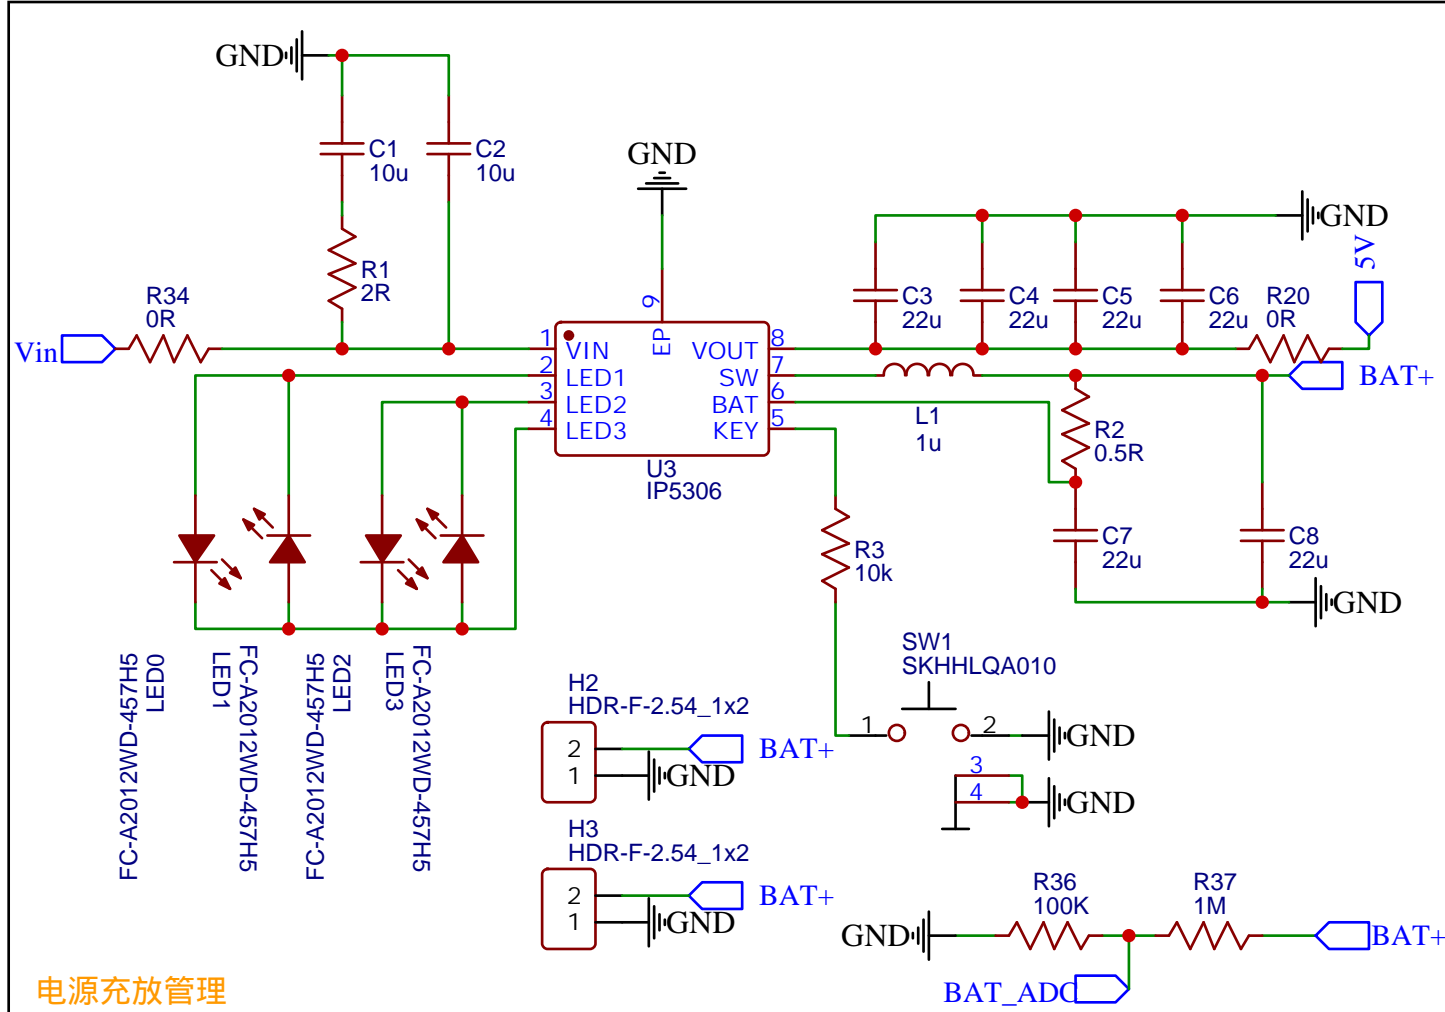 GND
C1
10u
C2
10u
GND
GND
5V
R1
2R
R34
0R
Vin
9
EP
C3
22u
C4
22u
C5
22u
C6
22u
R20
0R
1
VIN
VOUT
8
2
LED1
SW
7
3
LED2
BAT
6
4
LED3
KEY
5
BAT+
L1
1u
R2
0.5R
U3
IP5306
R3
10k
C7
22u
C8
22u
GND
FC-A2012WD-457H5
LED0
LED1
FC-A2012WD-457H5
FC-A2012WD-457H5
LED2
LED3
FC-A2012WD-457H5
SW1
SKHHLQA010
1
2
GND
3
4
GND
H2
HDR-F-2.54_1x2
2
BAT+
1
GND
H3
HDR-F-2.54_1x2
2
BAT+
1
GND
R36
100K
R37
1M
GND
BAT+
BAT_ADC
电源充放管理